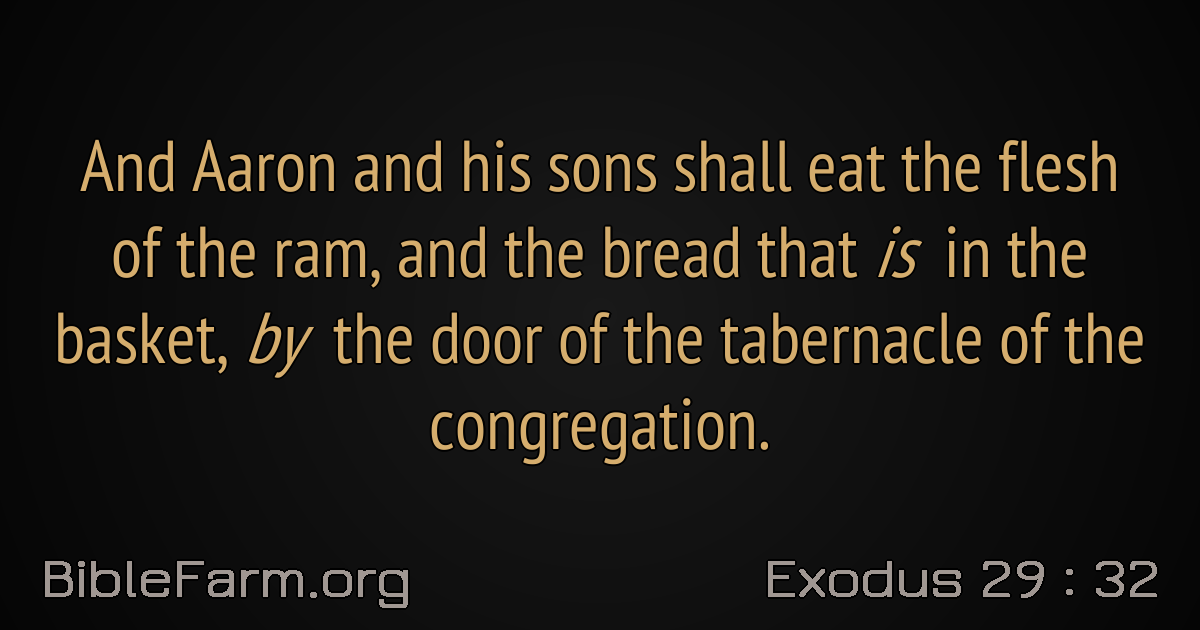 And Aaron and his sons shall eat the flesh
of the ram, and the bread that is in the
basket, by the door of the tabernacle of the
congregation.
BibleFarm.org
Exodus 29 : 32